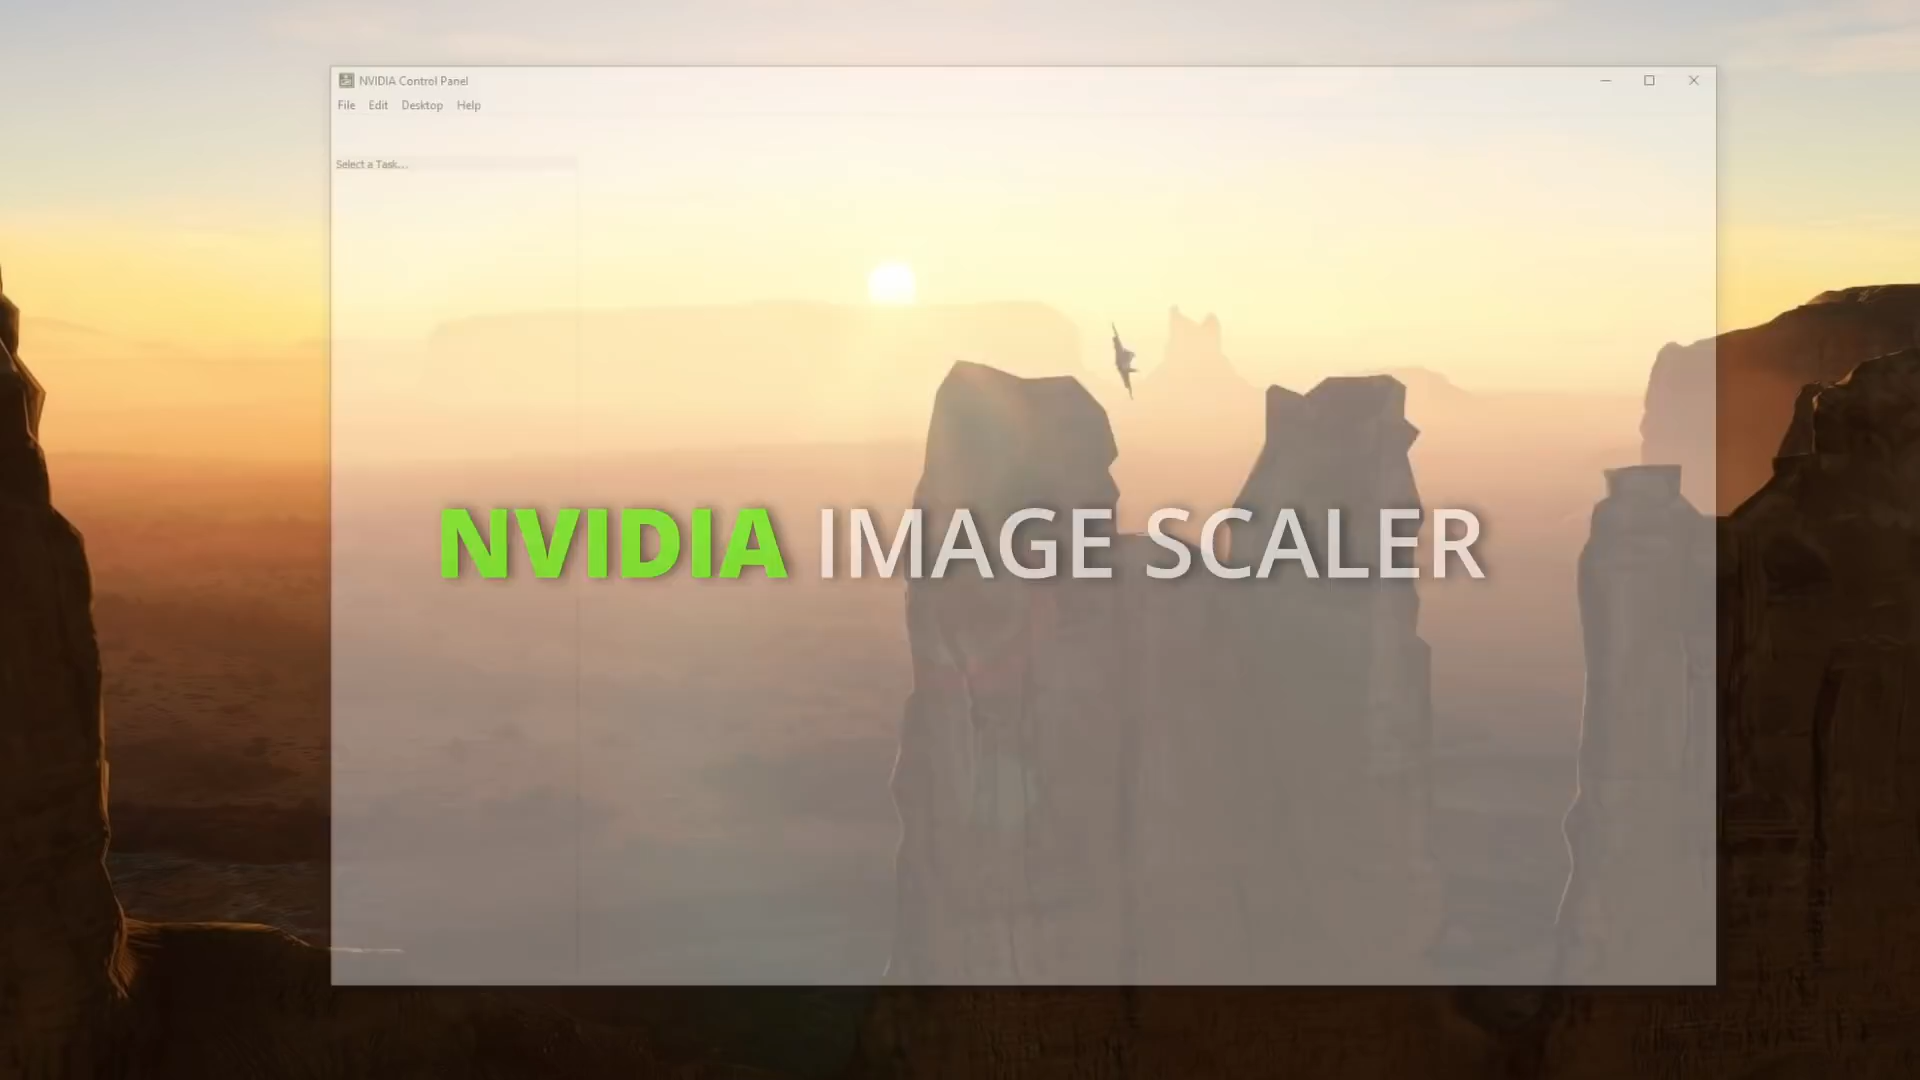 NVIDIA Control Panel
File Edit Desktop Help
Select a Task...
NVIDIA IMAGE SCALER